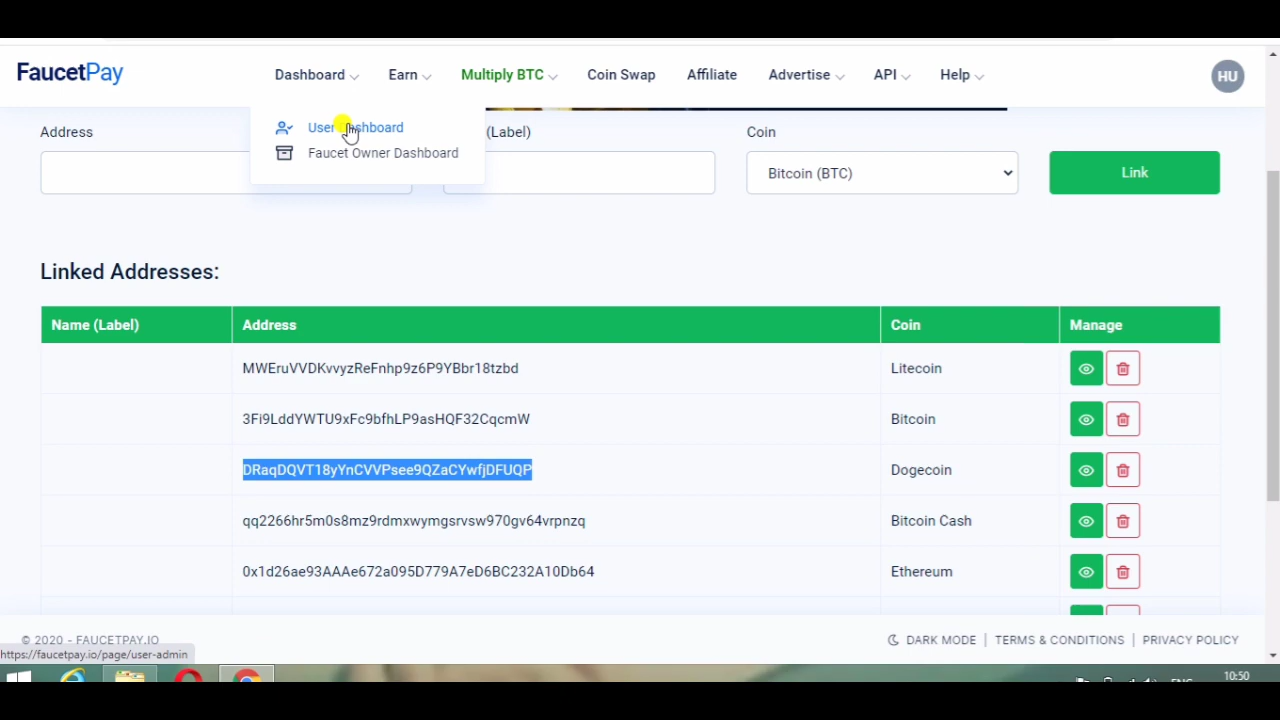 FaucetPay
Dashboard Earn Multiply BTC Coin Swap Affiliate Advertise API Help HU
User Dashboard
Faucet Owner Dashboard
Address (Label) Coin
Bitcoin (BTC) Link
Linked Addresses:
Name (Label) Address Coin Manage
MWEruVVDKvvyzReFnhp9z6P9YBbr18tzbd Litecoin
3Fi9LddYWTU9xFc9bfhLP9asHQF32CqcmW Bitcoin
DRaqDQVT18yYnCVVPsee9QZaCYwfjDFUQP Dogecoin
qq2266hr5m0s8mz9rdmxwymgsrvsw970gv64vrpnzq Bitcoin Cash
0x1d26ae93AAAe672a095D779A7eD6BC232A10Db64 Ethereum
© 2020 - FAUCETPAY.IO DARK MODE | TERMS & CONDITIONS | PRIVACY POLICY
https://faucetpay.io/page/user-admin
10:50